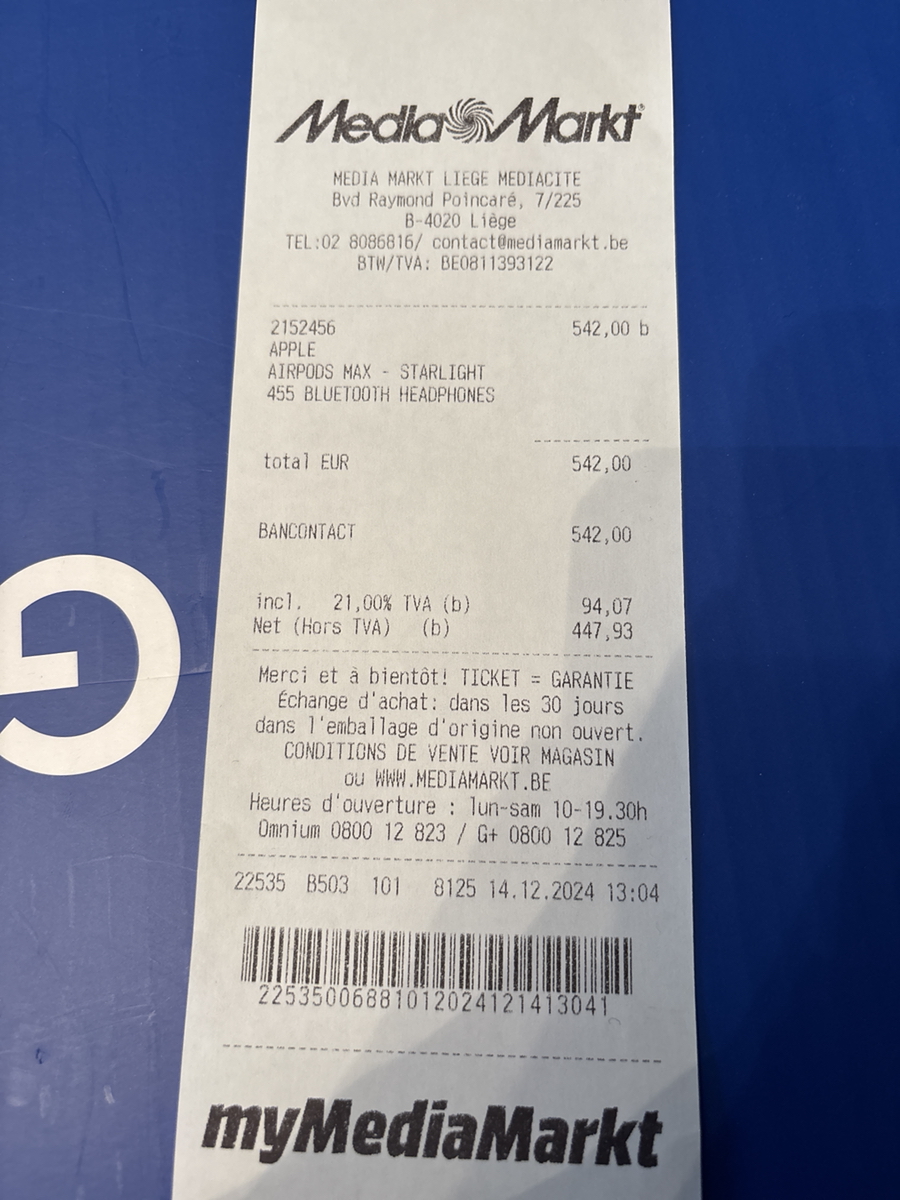 Media Markt
MEDIA MARKT LIEGE MEDIACITE
Bvd Raymond Poincaré, 7/225
B-4020 Liège
TEL:02 8086816/ contact@mediamarkt.be
BTW/TVA: BE0811393122
2152456 542,00 b
APPLE
AIRPODS MAX - STARLIGHT
455 BLUETOOTH HEADPHONES
total EUR 542,00
BANCONTACT 542,00
incl. 21,00% TVA (b) 94,07
Net (Hors TVA) (b) 447,93
Merci et à bientôt! TICKET = GARANTIE
Échange d'achat: dans les 30 jours
dans l'emballage d'origine non ouvert.
CONDITIONS DE VENTE VOIR MAGASIN
ou WWW.MEDIAMARKT.BE
Heures d'ouverture : lun-sam 10-19.30h
Omnium 0800 12 823 / G+ 0800 12 825
22535 B503 101 8125 14.12.2024 13:04
22535006881012024121413041
myMediaMarkt
G